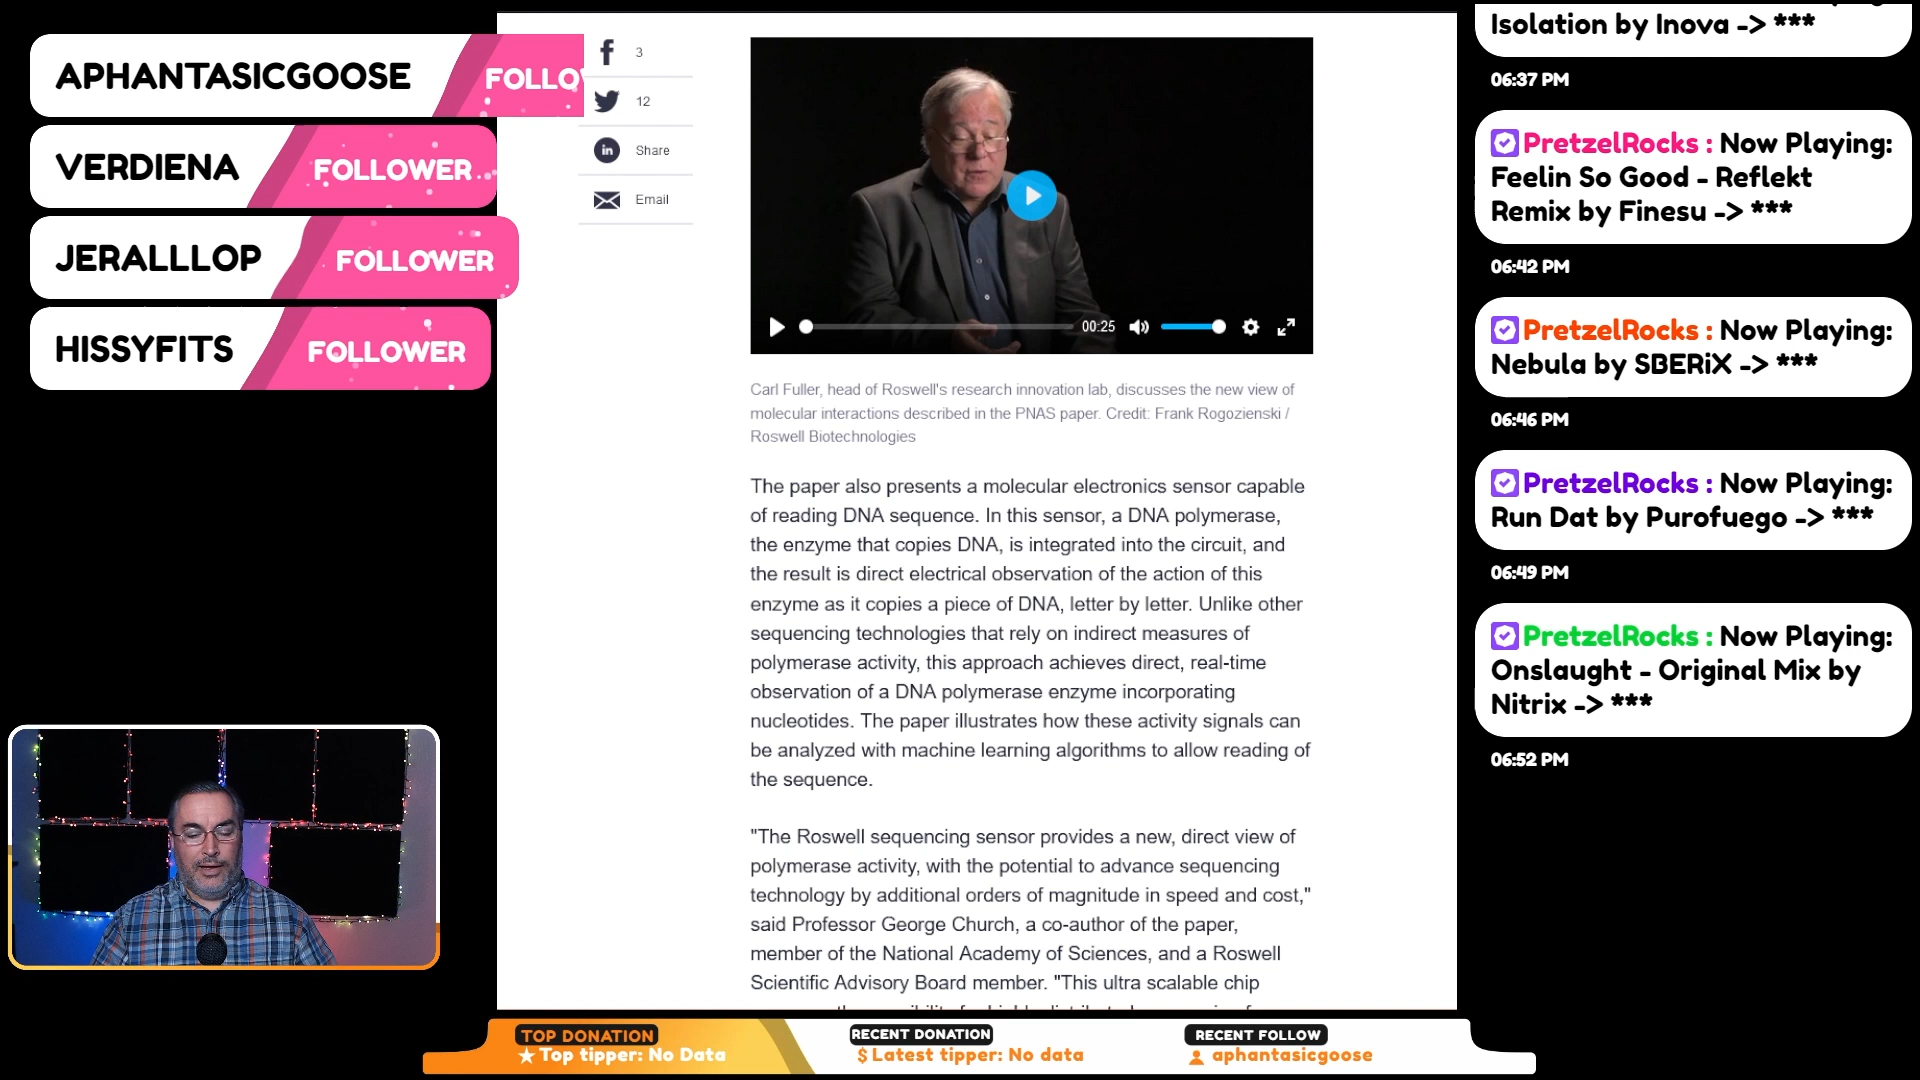 APHANTASICGOOSE
FOLLO
VERDIENA
FOLLOWER
JERALLLOP
FOLLOWER
HISSYFITS
FOLLOWER
3
12
in
Share
Email
00:25
Carl Fuller, head of Roswell's research innovation lab, discusses the new view of
molecular interactions described in the PNAS paper. Credit: Frank Rogozienski /
Roswell Biotechnologies
The paper also presents a molecular electronics sensor capable
of reading DNA sequence. In this sensor, a DNA polymerase,
the enzyme that copies DNA, is integrated into the circuit, and
the result is direct electrical observation of the action of this
enzyme as it copies a piece of DNA, letter by letter. Unlike other
sequencing technologies that rely on indirect measures of
polymerase activity, this approach achieves direct, real-time
observation of a DNA polymerase enzyme incorporating
nucleotides. The paper illustrates how these activity signals can
be analyzed with machine learning algorithms to allow reading of
the sequence.
"The Roswell sequencing sensor provides a new, direct view of
polymerase activity, with the potential to advance sequencing
technology by additional orders of magnitude in speed and cost,"
said Professor George Church, a co-author of the paper,
member of the National Academy of Sciences, and a Roswell
Scientific Advisory Board member. "This ultra scalable chip
Isolation by Inova -> ***
06:37 PM
PretzelRocks : Now Playing:
Feelin So Good - Reflekt
Remix by Finesu -> ***
06:42 PM
PretzelRocks : Now Playing:
Nebula by SBERiX -> ***
06:46 PM
PretzelRocks : Now Playing:
Run Dat by Purofuego -> ***
06:49 PM
PretzelRocks : Now Playing:
Onslaught - Original Mix by
Nitrix -> ***
06:52 PM
TOP DONATION
★ Top tipper: No Data
RECENT DONATION
$ Latest tipper: No data
RECENT FOLLOW
aphantasicgoose